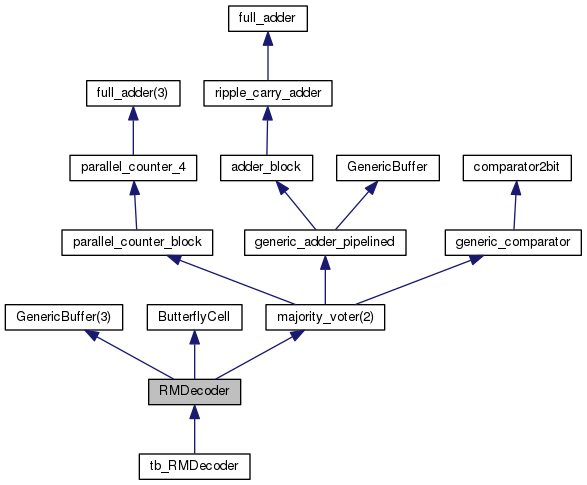 full_adder
full_adder(3)
ripple_carry_adder
parallel_counter_4
adder_block
GenericBuffer
comparator2bit
parallel_counter_block
generic_adder_pipelined
generic_comparator
GenericBuffer(3)
ButterflyCell
majority_voter(2)
RMDecoder
tb_RMDecoder